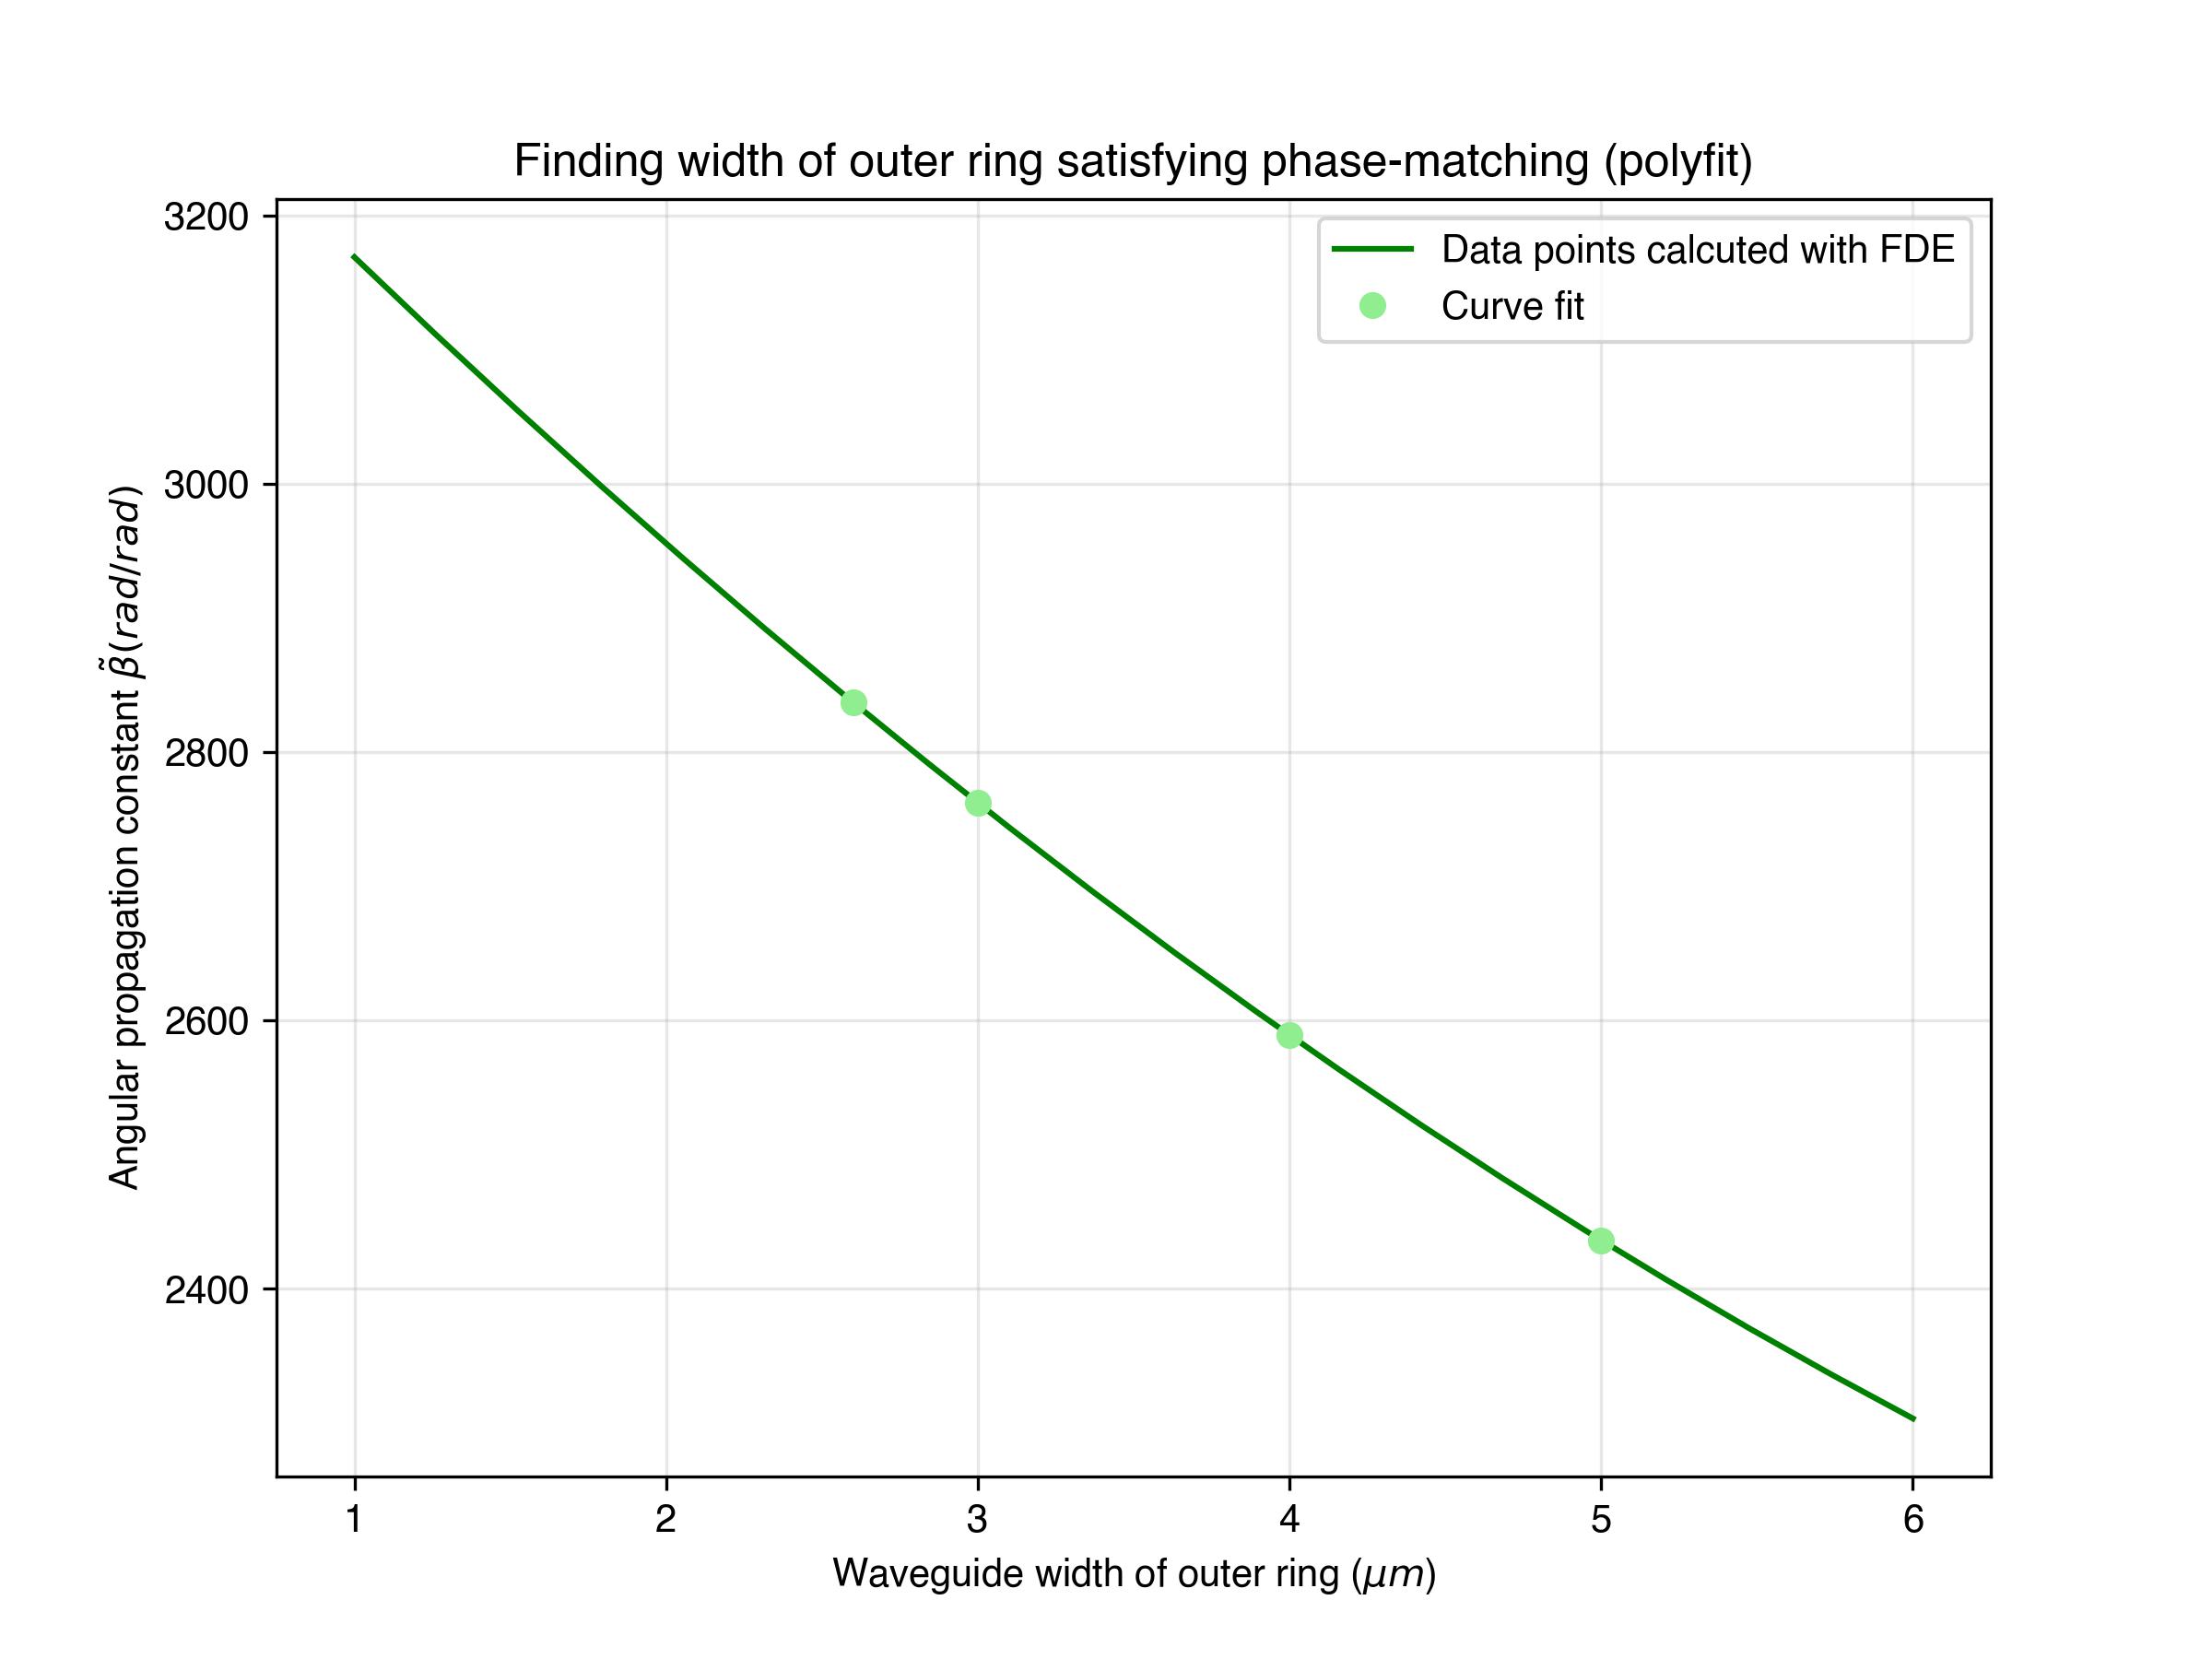 Finding width of outer ring satisfying phase-matching (polyfit)
Data points calcuted with FDE
Curve fit
Angular propagation constant β̃(rad/rad)
3200
3000
2800
2600
2400
1 2 3 4 5 6
Waveguide width of outer ring (μm)